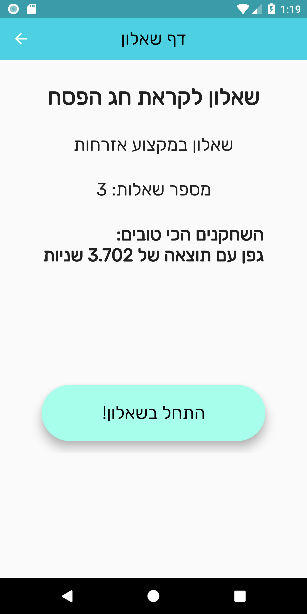 1:19
דף שאלון
שאלון לקראת חג הפסח
שאלון במקצוע אזרחות
מספר שאלות: 3
השחקנים הכי טובים:
גפן עם תוצאה של 3.702 שניות
התחל בשאלון!